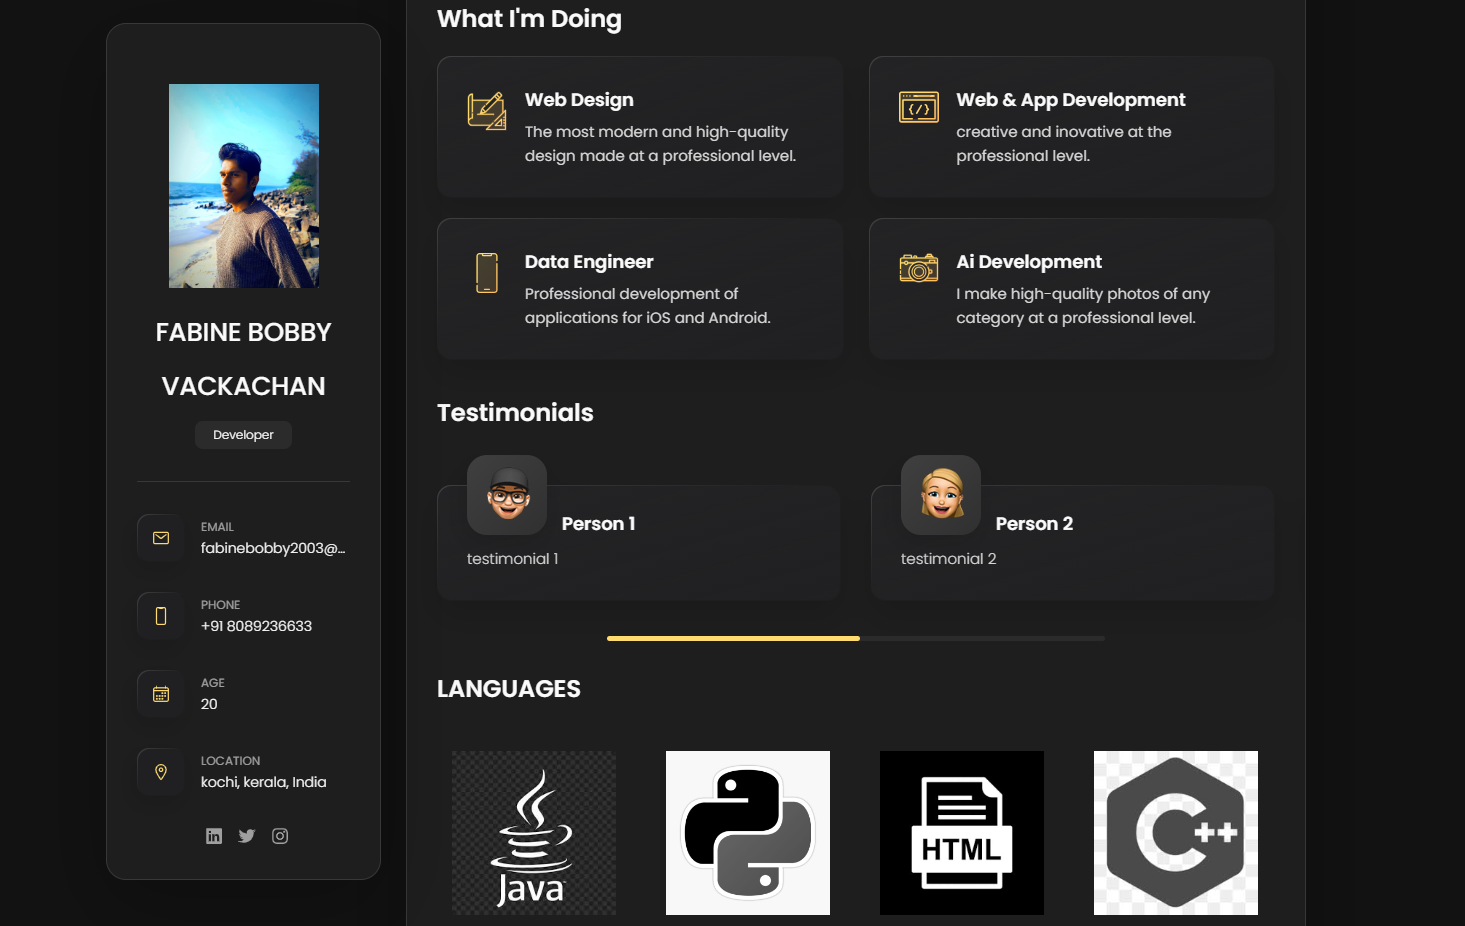 FABINE BOBBY
VACKACHAN
Developer
EMAIL
fabinebobby2003@...
PHONE
+91 8089236633
AGE
20
LOCATION
kochi, kerala, India
What I'm Doing
Web Design
The most modern and high-quality
design made at a professional level.
Web & App Development
creative and inovative at the
professional level.
Data Engineer
Professional development of
applications for iOS and Android.
Ai Development
I make high-quality photos of any
category at a professional level.
Testimonials
Person 1
testimonial 1
Person 2
testimonial 2
LANGUAGES
Java
HTML
C++